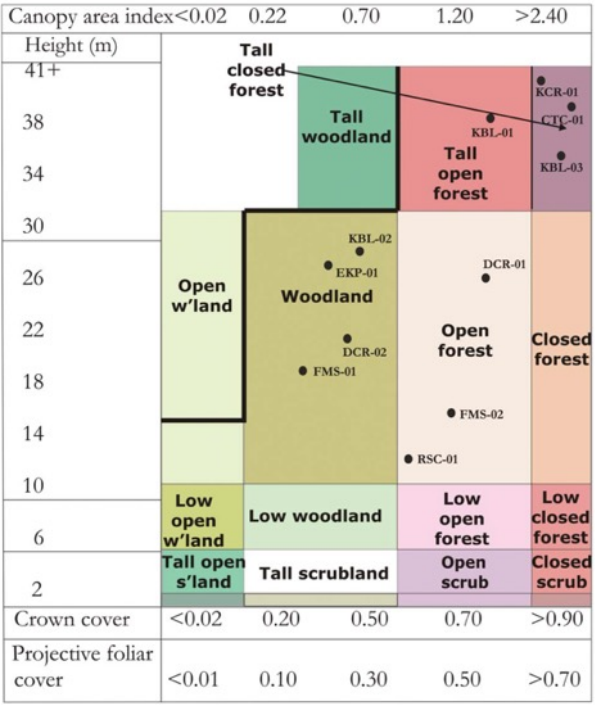 Canopy area index <0.02 0.22 0.70 1.20 >2.40
Height (m)
41+
Tall
closed
forest
KCR-01
CTC-01
38
Tall
woodland
KBL-01
Tall
open
forest
KBL-03
34
30
KBL-02
EKP-01
DCR-01
26
Open
w'land
Woodland
22
Open
forest
Closed
forest
DCR-02
18
FMS-01
FMS-02
14
RSC-01
10
Low
open
w'land
Low woodland
Low
open
forest
Low
closed
forest
6
Tall open
s'land
Tall scrubland
Open
scrub
Closed
scrub
2
Crown cover <0.02 0.20 0.50 0.70 >0.90
Projective foliar
cover <0.01 0.10 0.30 0.50 >0.70